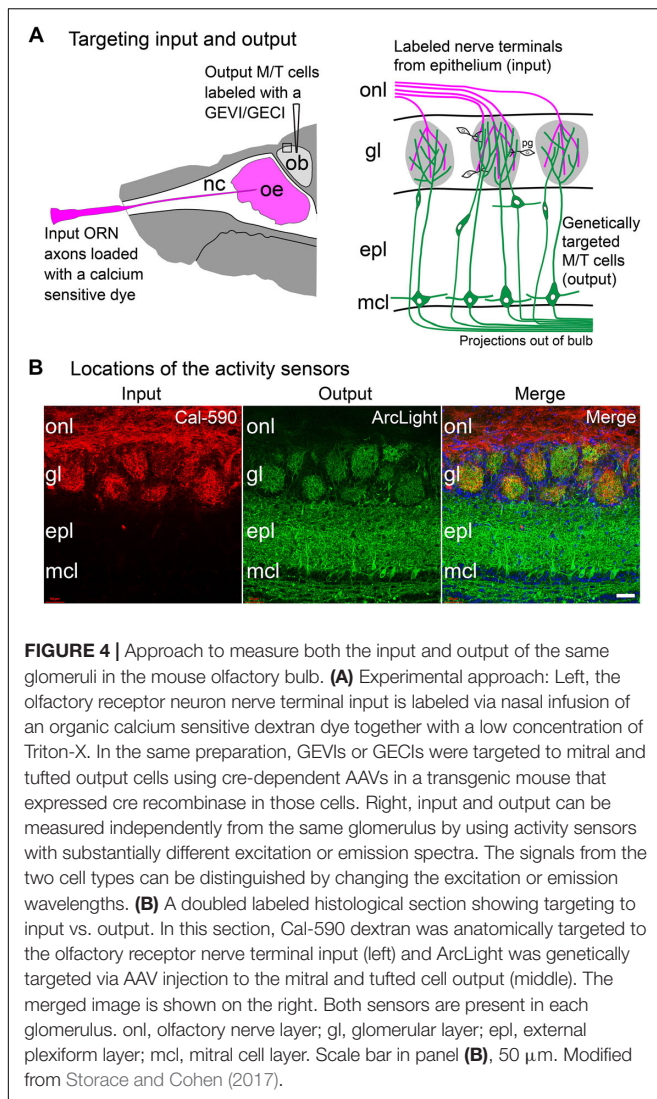 A Targeting input and output
Output M/T cells
labeled with a
GEVI/GECI
ob
nc
oe
Input ORN
axons loaded
with a calcium
sensitive dye
Labeled nerve terminals
from epithelium (input)
onl
gl
pg
epl
Genetically
targeted
M/T cells
(output)
mcl
Projections out of bulb
B Locations of the activity sensors
Input Output Merge
Cal-590 ArcLight Merge
onl onl onl
gl gl gl
epl epl epl
mcl mcl mcl
FIGURE 4 | Approach to measure both the input and output of the same
glomeruli in the mouse olfactory bulb. (A) Experimental approach: Left, the
olfactory receptor neuron nerve terminal input is labeled via nasal infusion of
an organic calcium sensitive dextran dye together with a low concentration of
Triton-X. In the same preparation, GEVIs or GECIs were targeted to mitral and
tufted output cells using cre-dependent AAVs in a transgenic mouse that
expressed cre recombinase in those cells. Right, input and output can be
measured independently from the same glomerulus by using activity sensors
with substantially different excitation or emission spectra. The signals from the
two cell types can be distinguished by changing the excitation or emission
wavelengths. (B) A doubled labeled histological section showing targeting to
input vs. output. In this section, Cal-590 dextran was anatomically targeted to
the olfactory receptor nerve terminal input (left) and ArcLight was genetically
targeted via AAV injection to the mitral and tufted cell output (middle). The
merged image is shown on the right. Both sensors are present in each
glomerulus. onl, olfactory nerve layer; gl, glomerular layer; epl, external
plexiform layer; mcl, mitral cell layer. Scale bar in panel (B), 50 μm. Modified
from Storace and Cohen (2017).